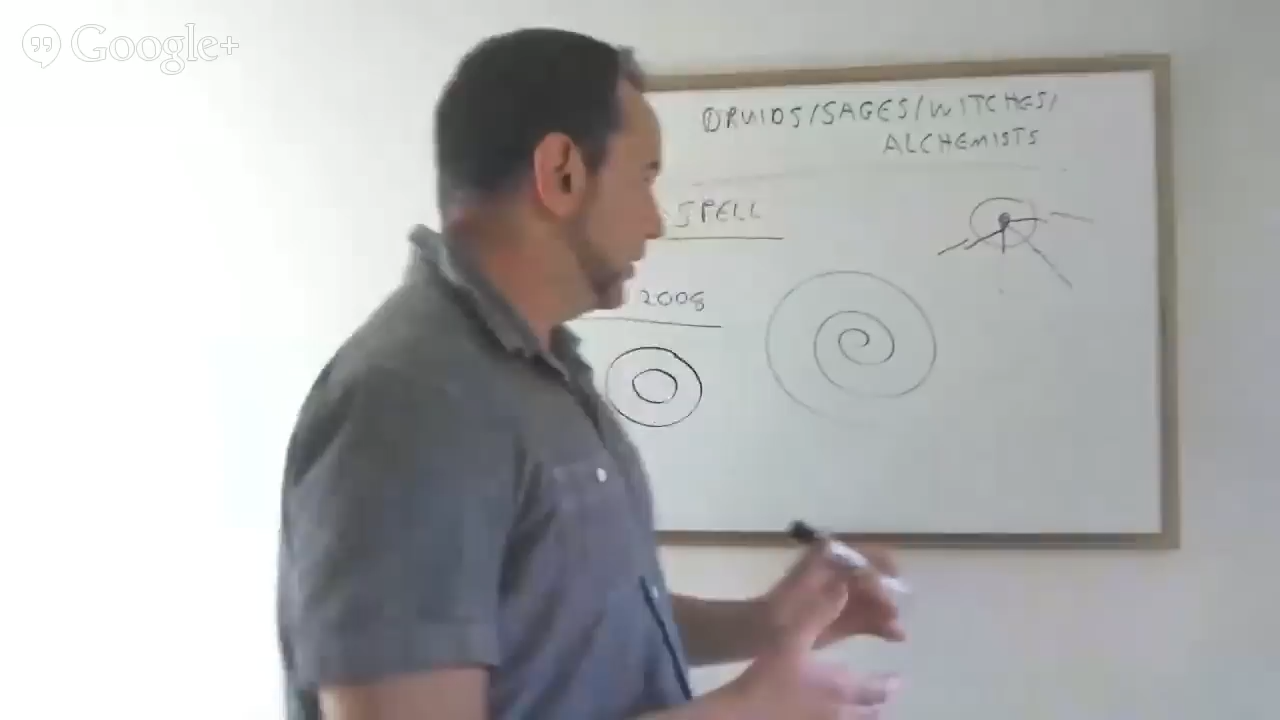 Google+
DRUIDS/SAGES/WITCHES/
ALCHEMISTS
SPELL
2008